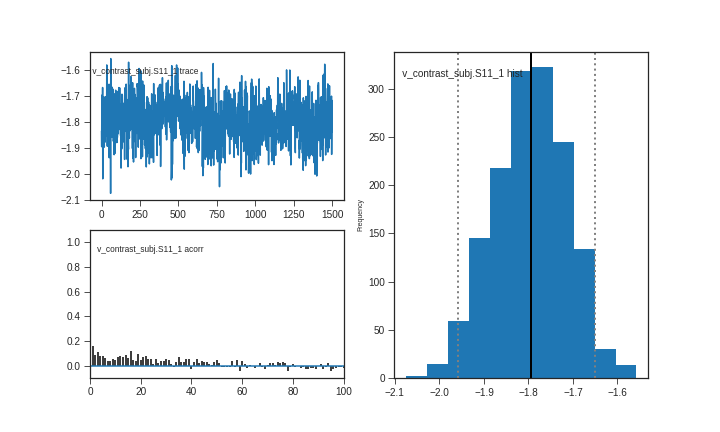 v_contrast_subj.S11_1 trace
−1.6
−1.7
−1.8
−1.9
−2.0
−2.1
0 250 500 750 1000 1250 1500
v_contrast_subj.S11_1 acorr
1.0
0.8
0.6
0.4
0.2
0.0
0 20 40 60 80 100
v_contrast_subj.S11_1 hist
Frequency
300
250
200
150
100
50
0
−2.1 −2.0 −1.9 −1.8 −1.7 −1.6